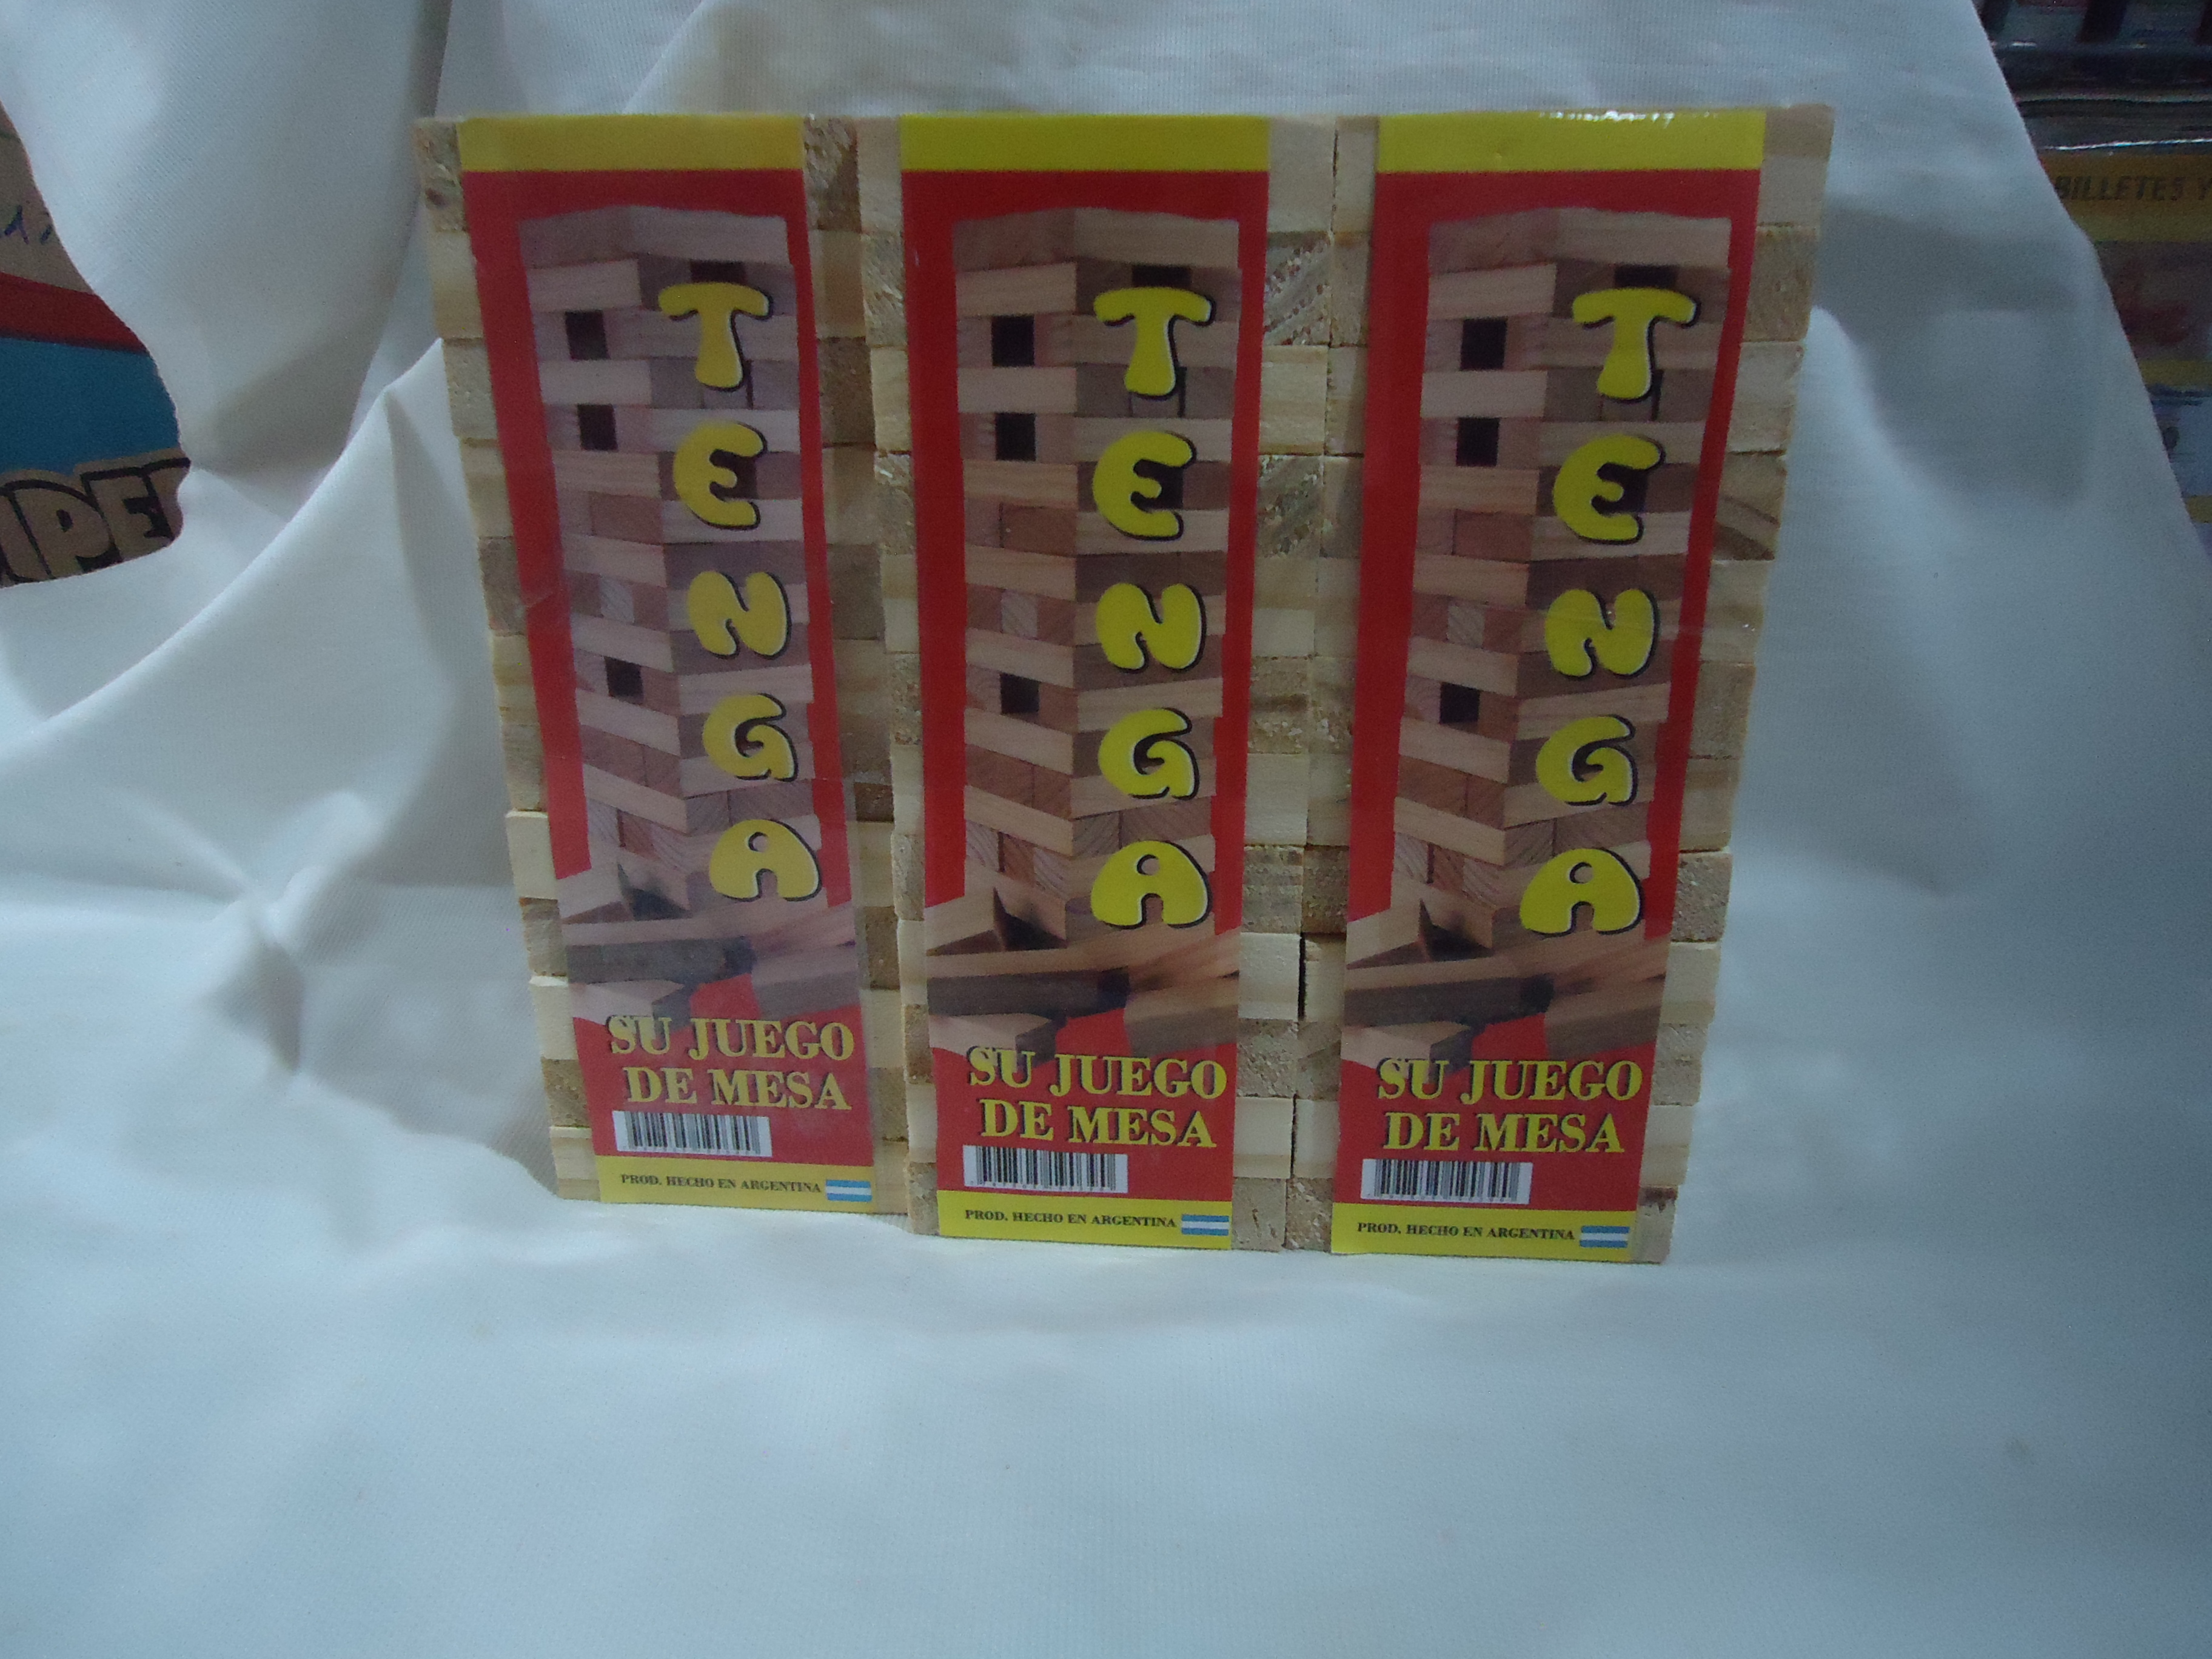 TENGA
SU JUEGO
DE MESA
PROD. HECHO EN ARGENTINA
TENGA
SU JUEGO
DE MESA
PROD. HECHO EN ARGENTINA
TENGA
SU JUEGO
DE MESA
PROD. HECHO EN ARGENTINA
BILLETES